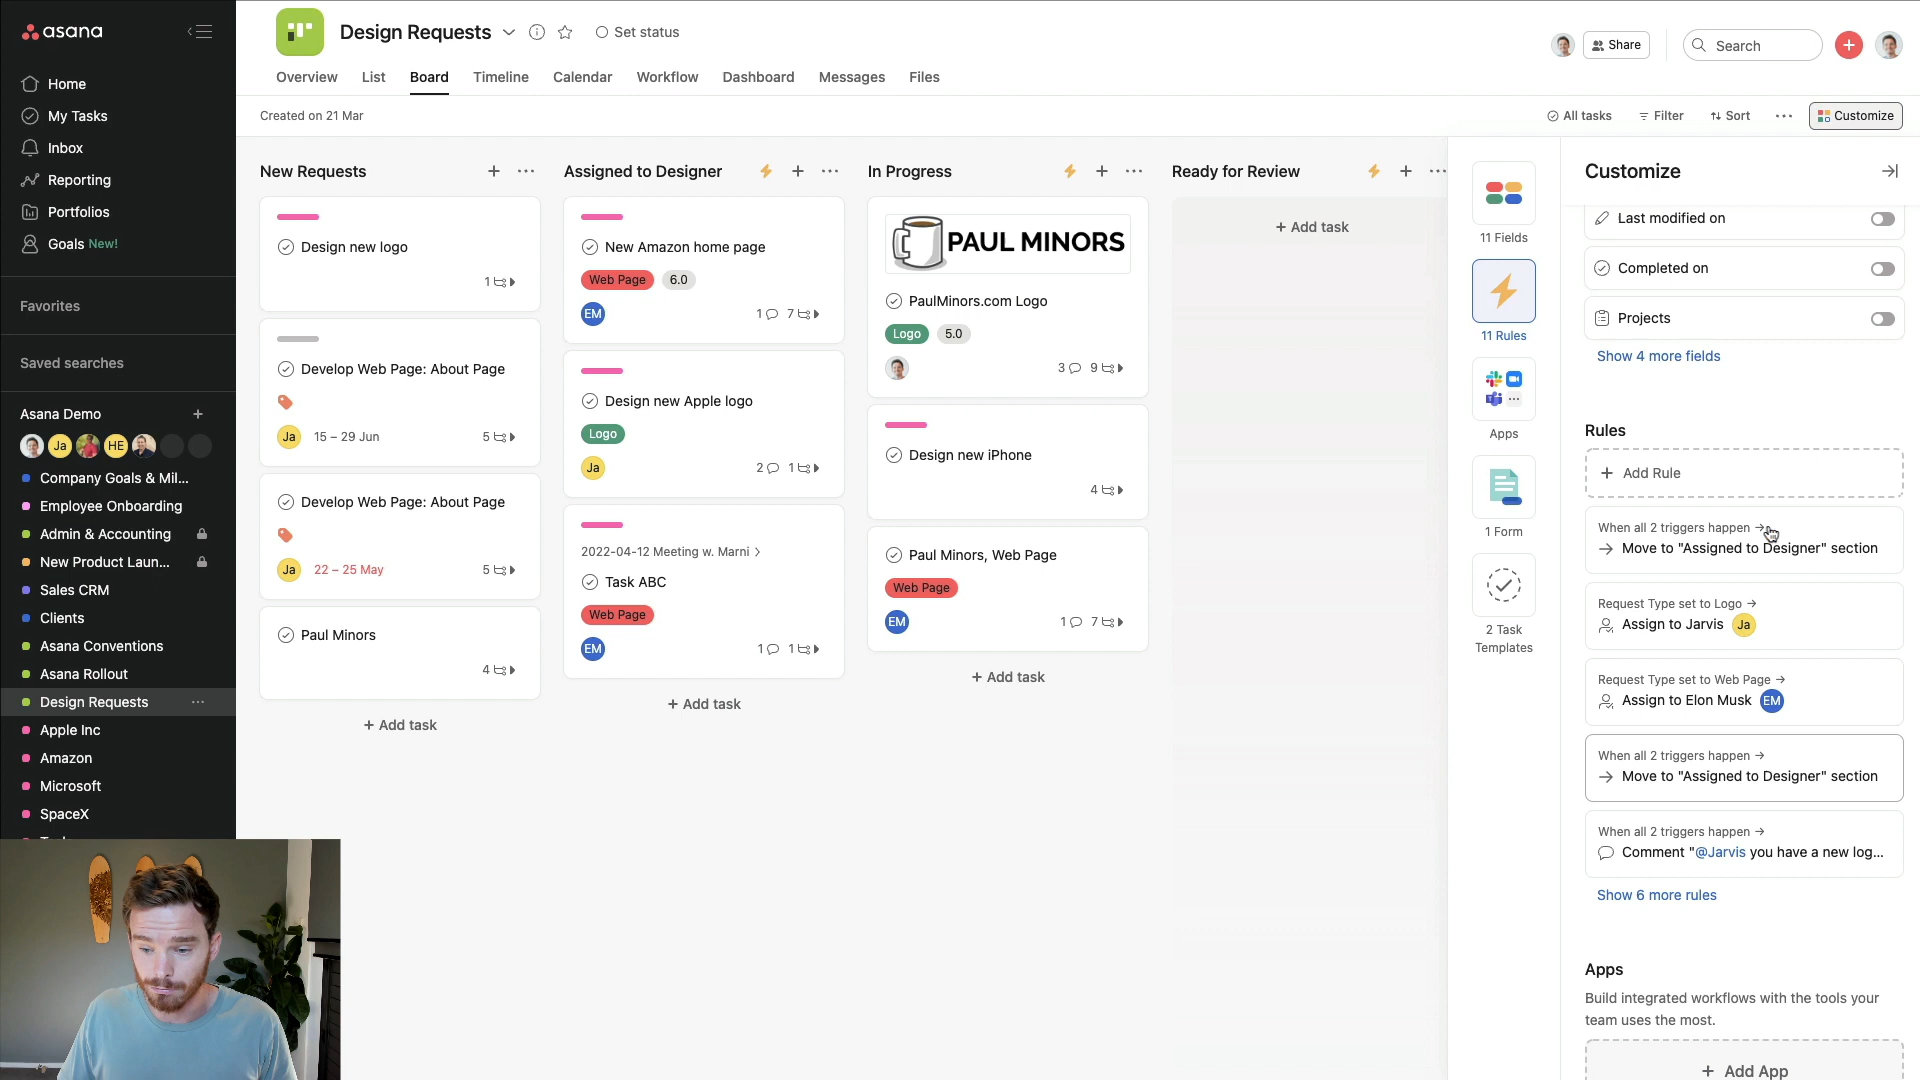 asana
Home
My Tasks
Inbox
Reporting
Portfolios
Goals New!
Favorites
Saved searches
Asana Demo +
Ja
HE
Company Goals & Mil...
Employee Onboarding
Admin & Accounting
New Product Laun...
Sales CRM
Clients
Asana Conventions
Asana Rollout
Design Requests ...
Apple Inc
Amazon
Microsoft
SpaceX
Design Requests
Set status
Share
Search
Overview
List
Board
Timeline
Calendar
Workflow
Dashboard
Messages
Files
Created on 21 Mar
All tasks
Filter
Sort
Customize
New Requests
Design new logo
1
Develop Web Page: About Page
Ja
15 – 29 Jun
5
Develop Web Page: About Page
Ja
22 – 25 May
5
Paul Minors
4
+ Add task
Assigned to Designer
New Amazon home page
Web Page
6.0
EM
1
7
Design new Apple logo
Logo
Ja
2
1
2022-04-12 Meeting w. Marni >
Task ABC
Web Page
EM
1
1
+ Add task
In Progress
PAUL MINORS
PaulMinors.com Logo
Logo
5.0
3
9
Design new iPhone
4
Paul Minors, Web Page
Web Page
EM
1
7
+ Add task
Ready for Review
+ Add task
11 Fields
11 Rules
Apps
1 Form
2 Task
Templates
Customize
Last modified on
Completed on
Projects
Show 4 more fields
Rules
+ Add Rule
When all 2 triggers happen →
→ Move to "Assigned to Designer" section
Request Type set to Logo →
Assign to Jarvis Ja
Request Type set to Web Page →
Assign to Elon Musk EM
When all 2 triggers happen →
→ Move to "Assigned to Designer" section
When all 2 triggers happen →
Comment "@Jarvis you have a new log...
Show 6 more rules
Apps
Build integrated workflows with the tools your
team uses the most.
+ Add App